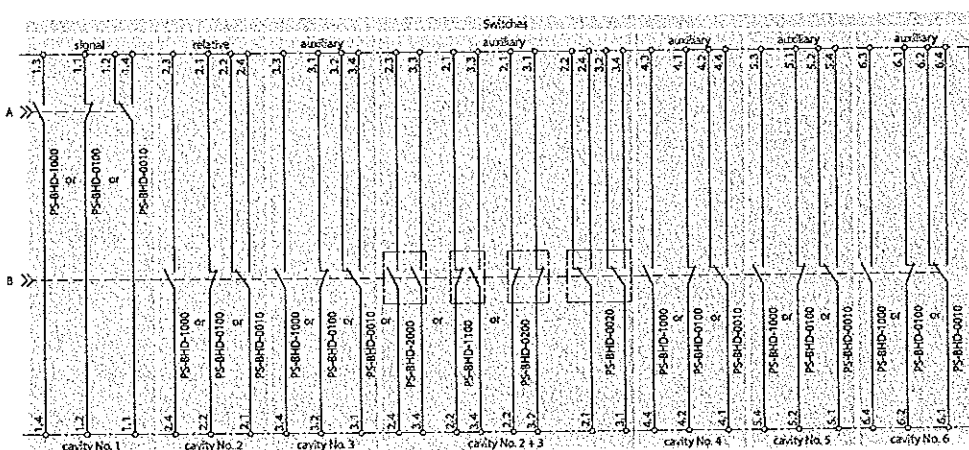 Switches
signal relative auxiliary auxiliary auxiliary auxiliary auxiliary
1.3 1.1 1.2 1.4 2.3 2.1 2.2 2.4 3.3 3.1 3.2 3.4 2.3 3.3 2.1 3.3 2.1 3.1 2.2 2.4 3.2 3.4 4.3 4.1 4.2 4.4 5.3 5.1 5.2 5.4 6.3 6.1 6.2 6.4
A
PS-BHD-1000 or PS-BHD-0100 or PS-BHD-0010
B
PS-BHD-1000 or PS-BHD-0100 or PS-BHD-0010 PS-BHD-1000 or PS-BHD-0100 or PS-BHD-0010 PS-BHD-2000 or PS-BHD-1100 or PS-BHD-0200 PS-BHD-0020 PS-BHD-1000 or PS-BHD-0100 or PS-BHD-0010 PS-BHD-1000 or PS-BHD-0100 or PS-BHD-0010 PS-BHD-1000 or PS-BHD-0100 or PS-BHD-0010
1.4 1.2 1.1 2.4 2.2 2.1 3.4 3.2 3.1 2.4 3.4 2.2 3.4 2.2 3.2 2.1 3.1 4.4 4.2 4.1 5.4 5.2 5.1 6.4 6.2 6.1
cavity No. 1 cavity No. 2 cavity No. 3 cavity No. 2 + 3 cavity No. 4 cavity No. 5 cavity No. 6